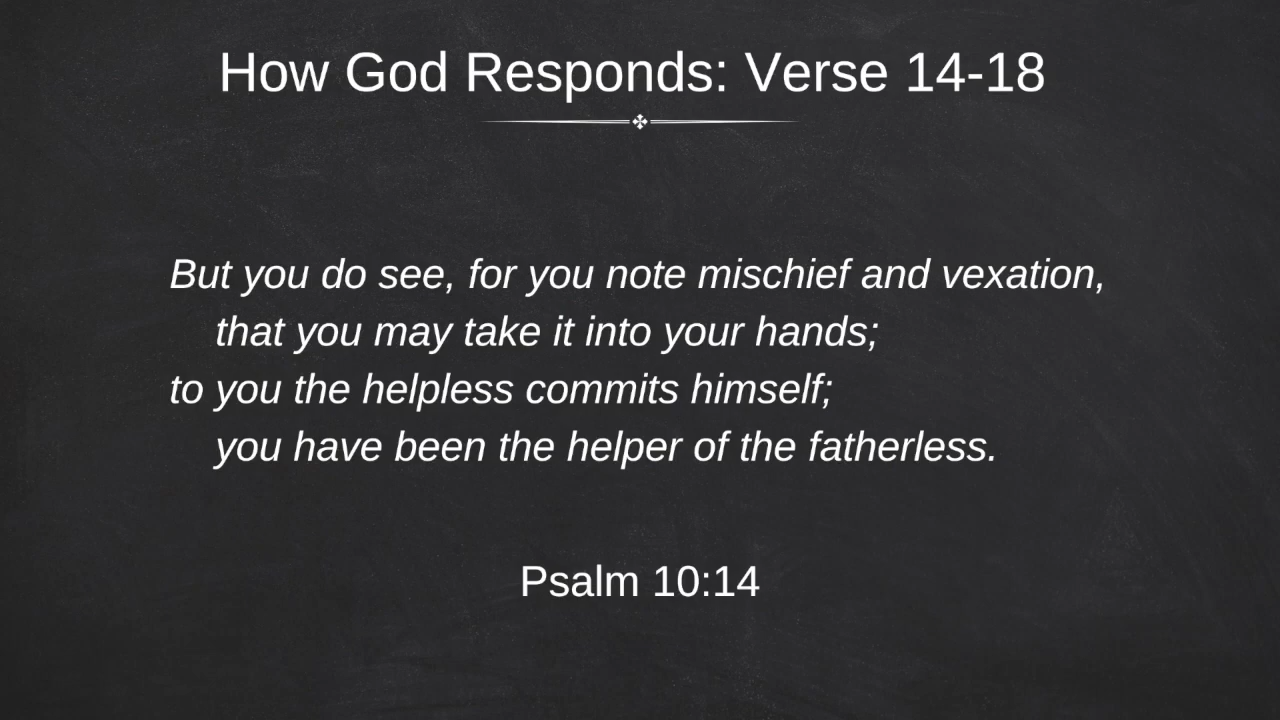 How God Responds: Verse 14-18
But you do see, for you note mischief and vexation,
that you may take it into your hands;
to you the helpless commits himself;
you have been the helper of the fatherless.
Psalm 10:14